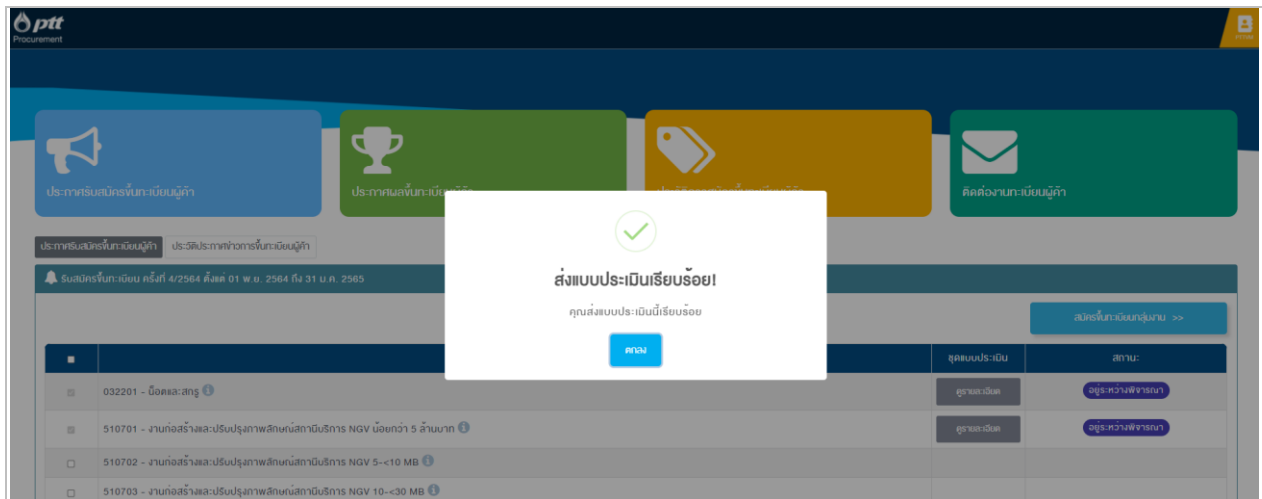 ptt
Procurement
ประกาศรับสมัครขึ้นทะเบียนผู้ค้า
ประกาศผลขึ้นทะเบียนผู้ค้า
ติดต่องานทะเบียนผู้ค้า
ประกาศรับสมัครขึ้นทะเบียนผู้ค้า ประวัติประกาศข่าวการขึ้นทะเบียนผู้ค้า
รับสมัครขึ้นทะเบียน ครั้งที่ 4/2564 ตั้งแต่ 01 พ.ย. 2564 ถึง 31 ม.ค. 2565
ส่งแบบประเมินเรียบร้อย!
คุณส่งแบบประเมินนี้เรียบร้อย
ตกลง
สมัครขึ้นทะเบียนกลุ่มงาน >>
ชุดแบบประเมิน สถานะ
032201 - น็อตและสกรู ดูรายละเอียด อยู่ระหว่างพิจารณา
510701 - งานก่อสร้างและปรับปรุงภาพลักษณ์สถานีบริการ NGV น้อยกว่า 5 ล้านบาท ดูรายละเอียด อยู่ระหว่างพิจารณา
510702 - งานก่อสร้างและปรับปรุงภาพลักษณ์สถานีบริการ NGV 5-<10 MB
510703 - งานก่อสร้างและปรับปรุงภาพลักษณ์สถานีบริการ NGV 10-<30 MB